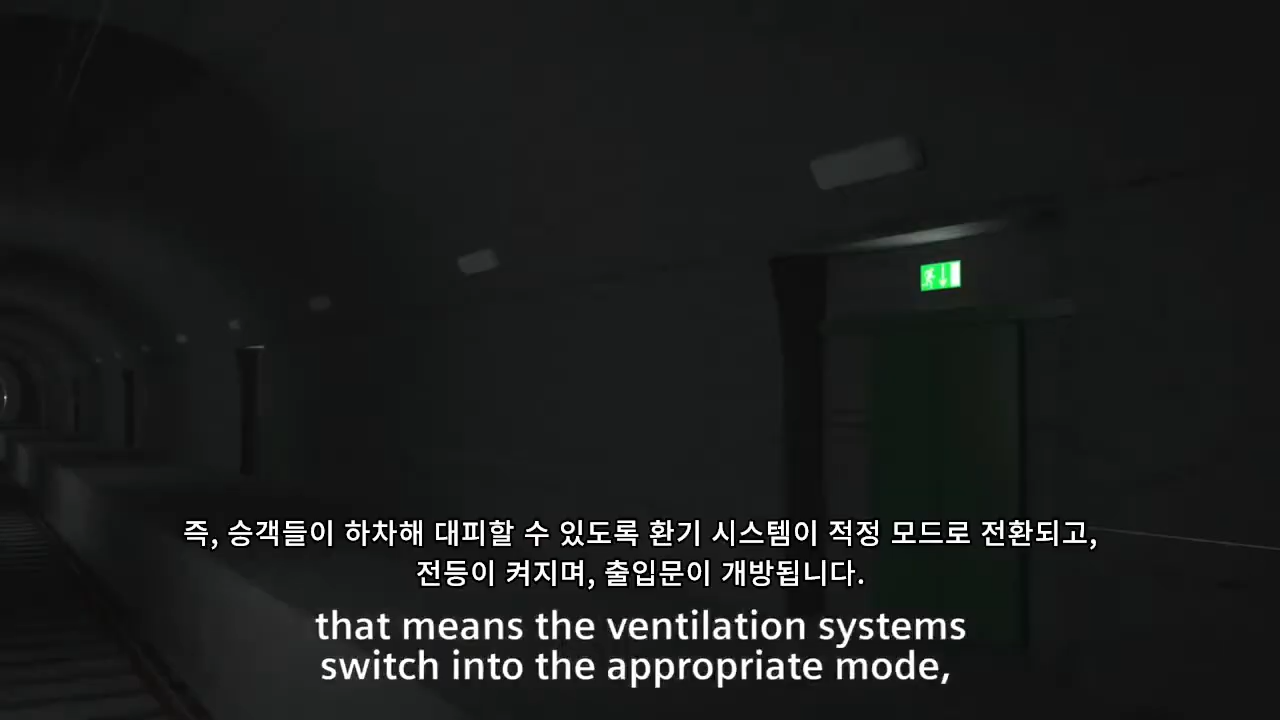 즉, 승객들이 하차해 대피할 수 있도록 환기 시스템이 적정 모드로 전환되고,
전등이 켜지며, 출입문이 개방됩니다.
that means the ventilation systems
switch into the appropriate mode,